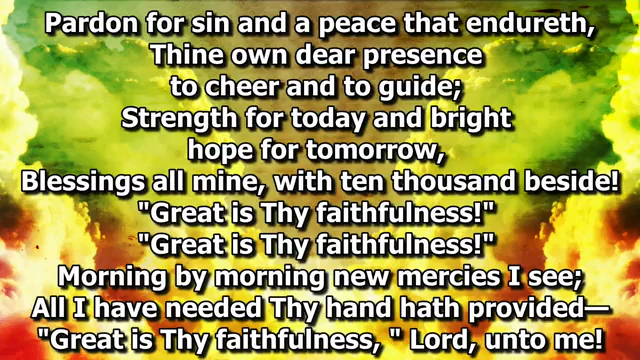 Pardon for sin and a peace that endureth,
Thine own dear presence
to cheer and to guide;
Strength for today and bright
hope for tomorrow,
Blessings all mine, with ten thousand beside!
"Great is Thy faithfulness!"
"Great is Thy faithfulness!"
Morning by morning new mercies I see;
All I have needed Thy hand hath provided—
"Great is Thy faithfulness, " Lord, unto me!